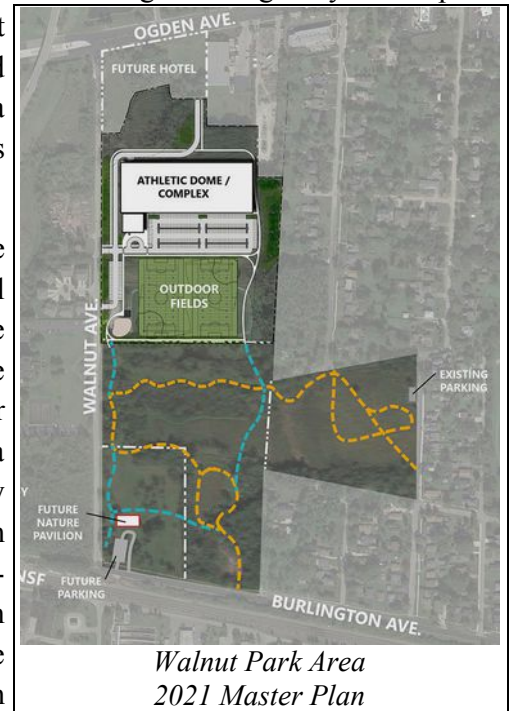 OGDEN AVE.
FUTURE HOTEL
ATHLETIC DOME /
COMPLEX
OUTDOOR
FIELDS
WALNUT AVE.
EXISTING
PARKING
FUTURE
NATURE
PAVILION
FUTURE
PARKING
NSF
BURLINGTON AVE.
Walnut Park Area
2021 Master Plan